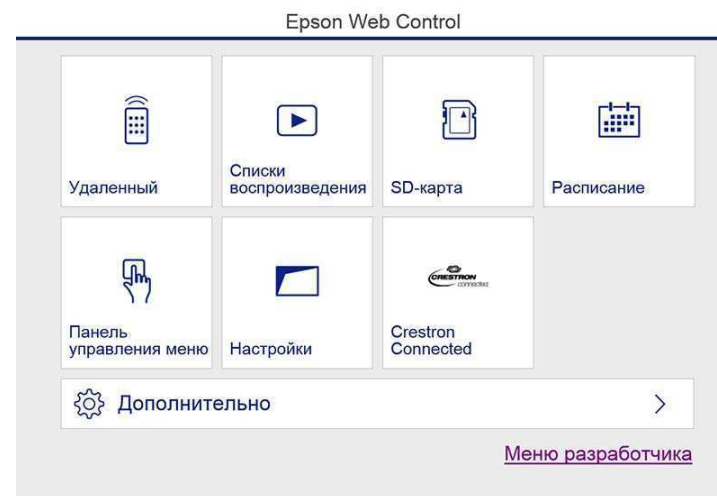 Epson Web Control
Удаленный
Списки
воспроизведения
SD-карта
Расписание
Панель
управления меню
Настройки
CRESTRON
connected
Crestron
Connected
Дополнительно
Меню разработчика